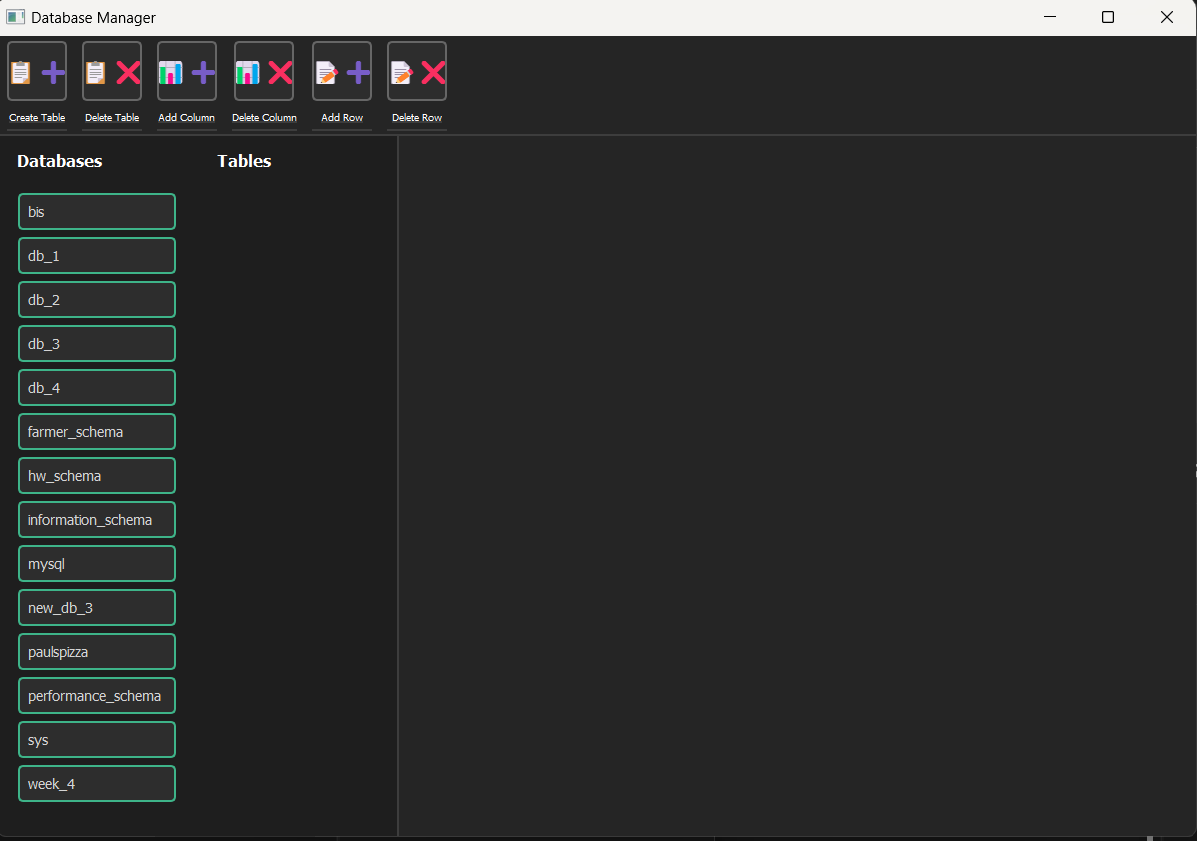 Database Manager
Create Table
Delete Table
Add Column
Delete Column
Add Row
Delete Row
Databases
Tables
bis
db_1
db_2
db_3
db_4
farmer_schema
hw_schema
information_schema
mysql
new_db_3
paulspizza
performance_schema
sys
week_4